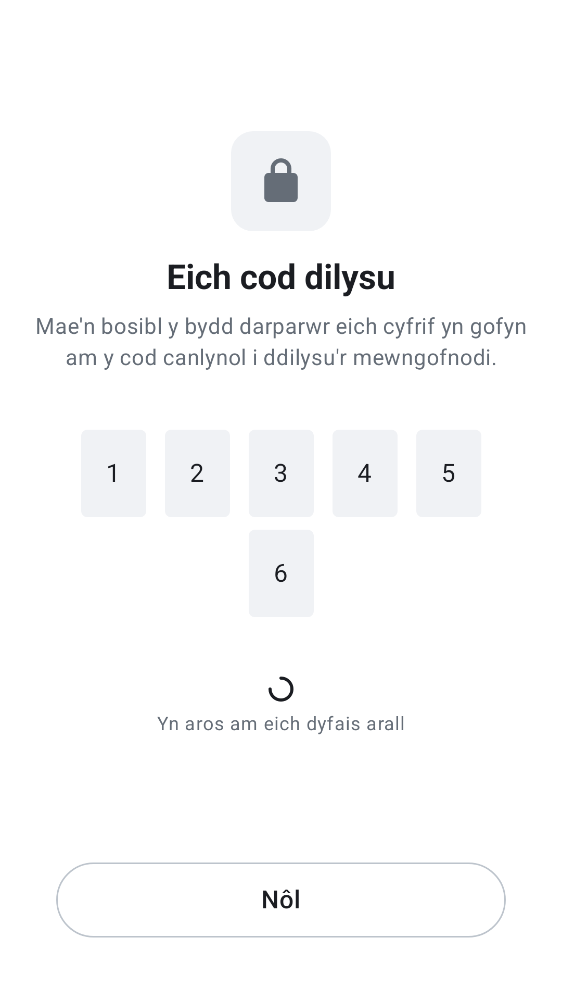 Eich cod dilysu
Mae'n bosibl y bydd darparwr eich cyfrif yn gofyn
am y cod canlynol i ddilysu'r mewngofnodi.
1 2 3 4 5
6
Yn aros am eich dyfais arall
Nôl